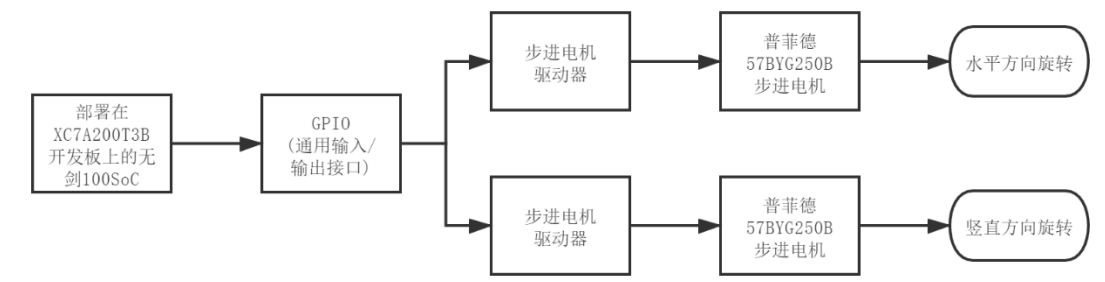 部署在
XC7A200T3B
开发板上的无
剑100SoC
GPIO
(通用输入/
输出接口)
步进电机
驱动器
普菲德
57BYG250B
步进电机
水平方向旋转
步进电机
驱动器
普菲德
57BYG250B
步进电机
竖直方向旋转